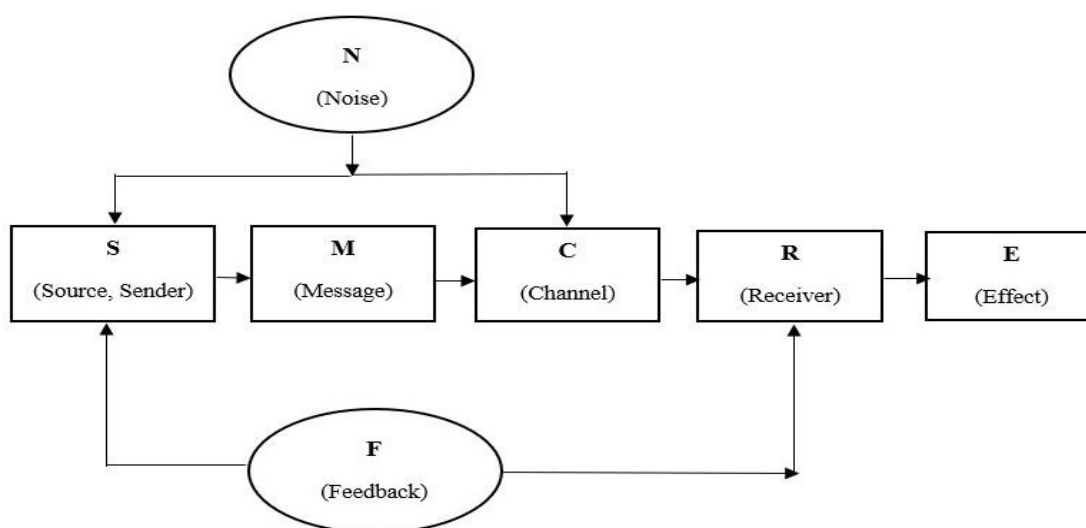 N
(Noise)
S
(Source, Sender)
M
(Message)
C
(Channel)
R
(Receiver)
E
(Effect)
F
(Feedback)